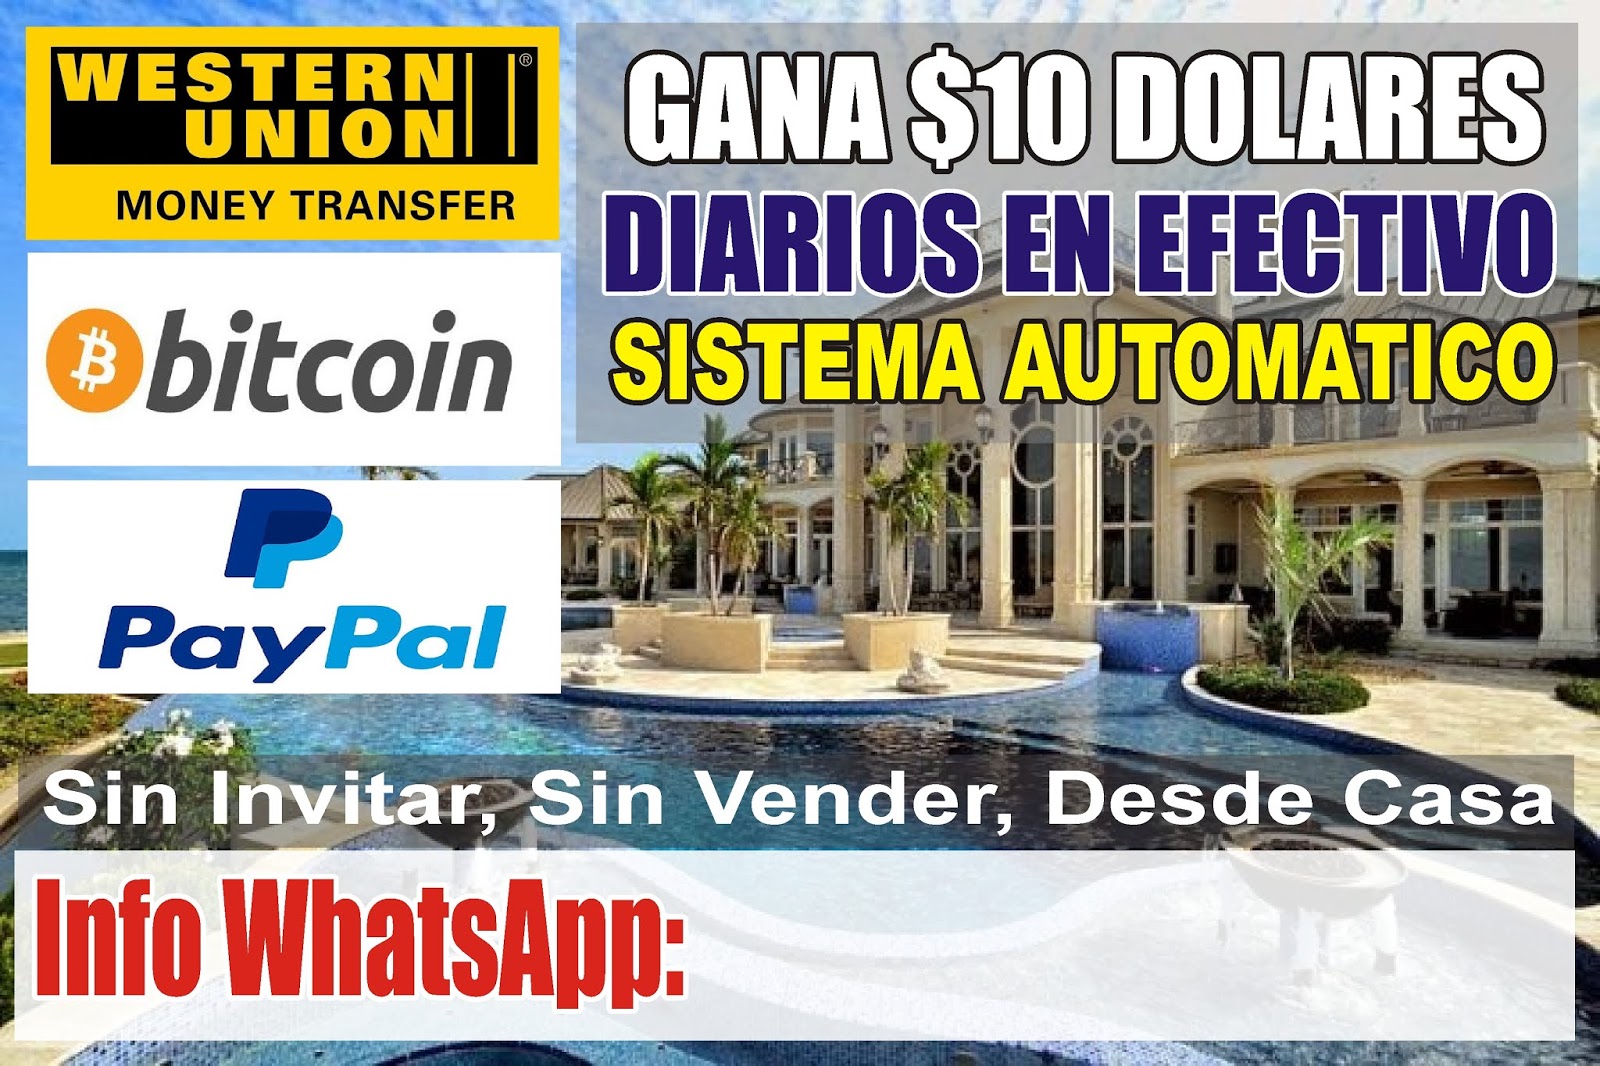 WESTERN
UNION
®
MONEY TRANSFER
bitcoin
PayPal
GANA $10 DOLARES
DIARIOS EN EFECTIVO
SISTEMA AUTOMATICO
Sin Invitar, Sin Vender, Desde Casa
Info WhatsApp: